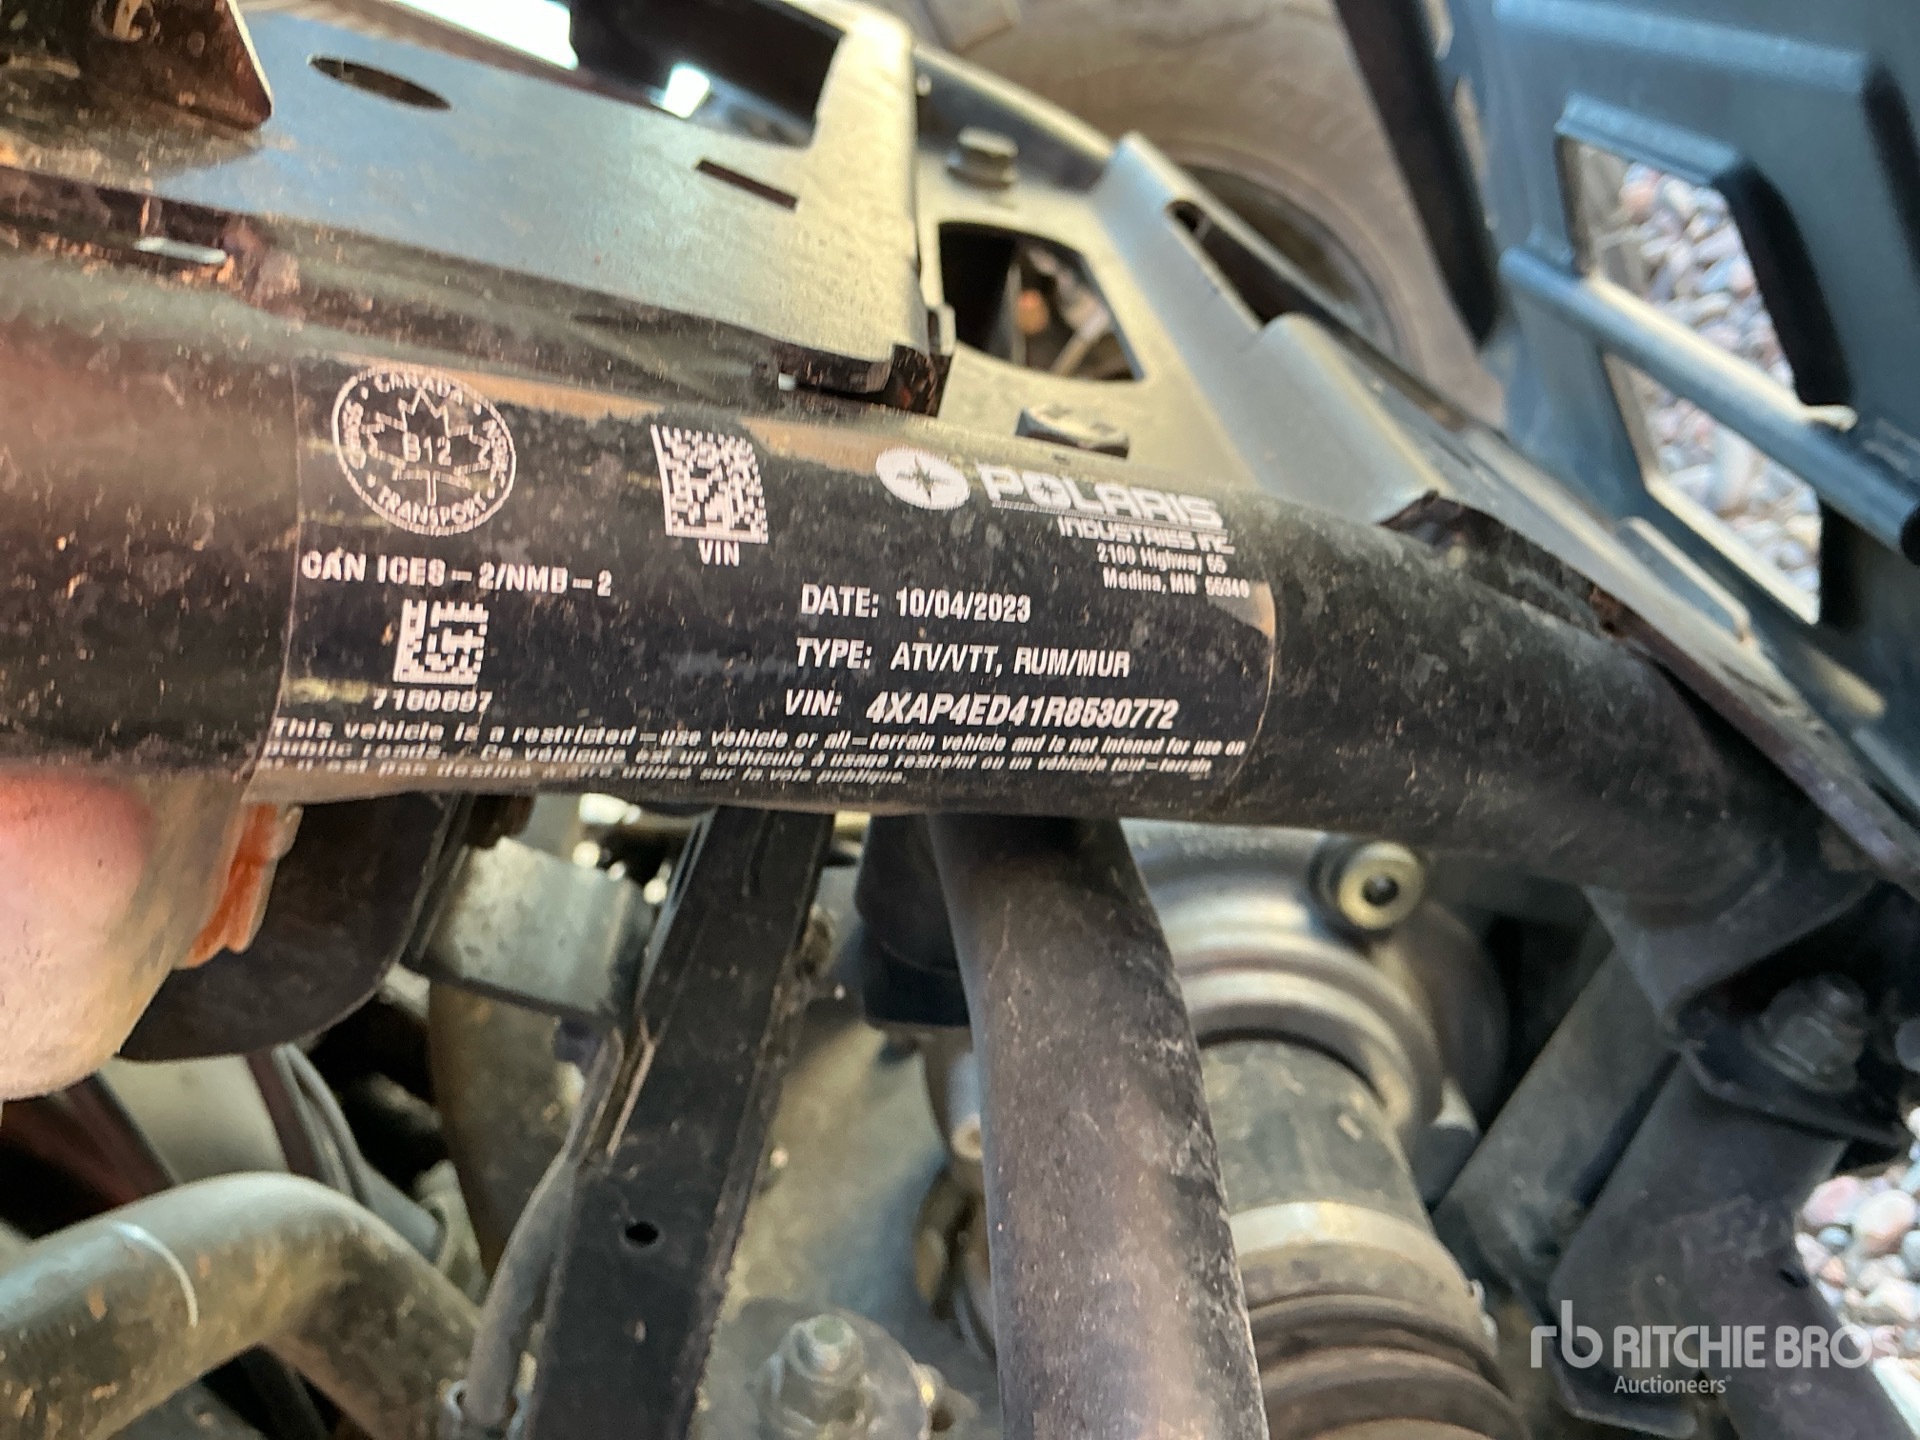 CANADA
B12
TRANSPORT
VIN
POLARIS
INDUSTRIES INC
2100 Highway 55
Medina, MN 55340
CAN ICES-2/NMB-2
DATE: 10/04/2023
TYPE: ATV/VTT, RUM/MUR
7180897
VIN: 4XAP4ED41R8530772
This vehicle is a restricted-use vehicle or all-terrain vehicle and is not intened for use on
public roads. / Ce véhicule est un véhicule à usage restreint ou un véhicule tout-terrain
et n'est pas destiné à être utilisé sur la voie publique.
rb RITCHIE BROS
Auctioneers